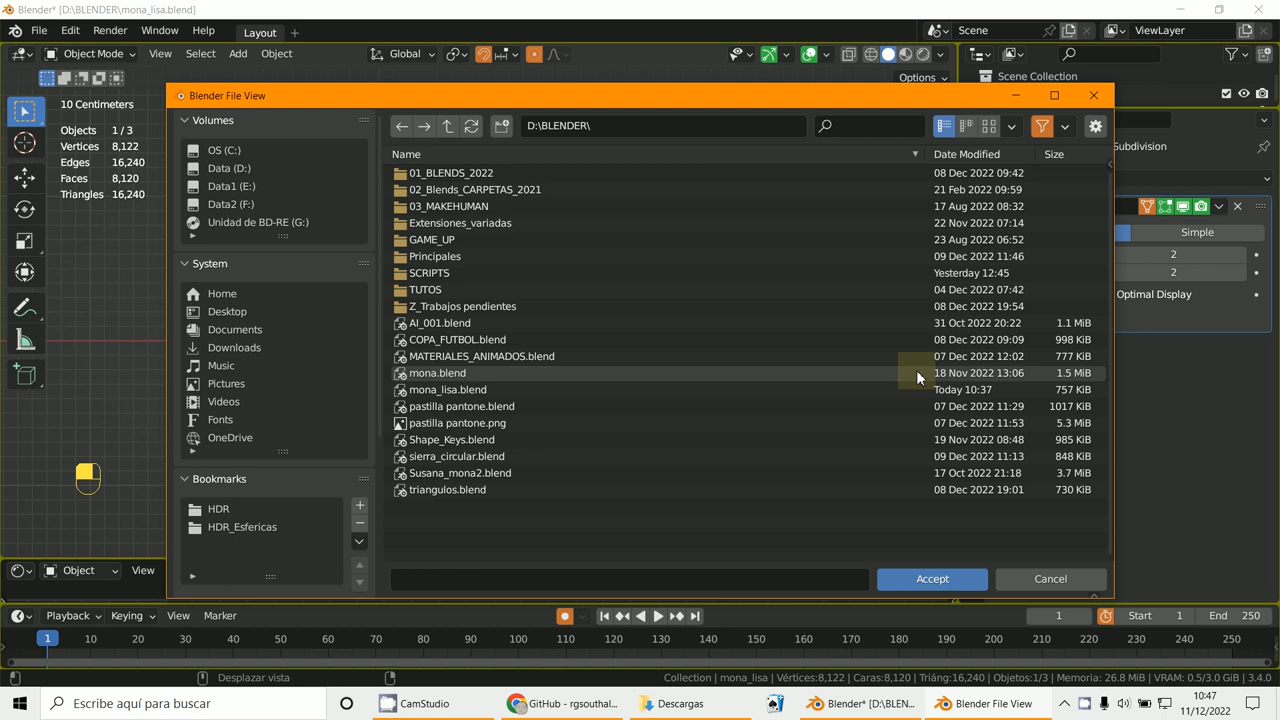 Blender* [D:\BLENDER\mona_lisa.blend]
File Edit Render Window Help Layout + Scene ViewLayer
Object Mode View Select Add Object Global
Options
Scene Collection
10 Centimeters
Objects 1 / 3
Vertices 8,122
Edges 16,240
Faces 8,120
Triangles 16,240
Blender File View
Volumes
OS (C:)
Data (D:)
Data1 (E:)
Data2 (F:)
Unidad de BD-RE (G:)
System
Home
Desktop
Documents
Downloads
Music
Pictures
Videos
Fonts
OneDrive
Bookmarks
HDR
HDR_Esfericas
D:\BLENDER\
Name Date Modified Size
01_BLENDS_2022 08 Dec 2022 09:42
02_Blends_CARPETAS_2021 21 Feb 2022 09:59
03_MAKEHUMAN 17 Aug 2022 08:32
Extensiones_variadas 22 Nov 2022 07:14
GAME_UP 23 Aug 2022 06:52
Principales 09 Dec 2022 11:46
SCRIPTS Yesterday 12:45
TUTOS 04 Dec 2022 07:42
Z_Trabajos pendientes 08 Dec 2022 19:54
AI_001.blend 31 Oct 2022 20:22 1.1 MiB
COPA_FUTBOL.blend 08 Dec 2022 09:09 998 KiB
MATERIALES_ANIMADOS.blend 07 Dec 2022 12:02 777 KiB
mona.blend 18 Nov 2022 13:06 1.5 MiB
mona_lisa.blend Today 10:37 757 KiB
pastilla pantone.blend 07 Dec 2022 11:29 1017 KiB
pastilla pantone.png 07 Dec 2022 11:53 5.3 MiB
Shape_Keys.blend 19 Nov 2022 08:48 985 KiB
sierra_circular.blend 09 Dec 2022 11:13 848 KiB
Susana_mona2.blend 17 Oct 2022 21:18 3.7 MiB
triangulos.blend 08 Dec 2022 19:01 730 KiB
Accept Cancel
Subdivision
Simple
2
2
Optimal Display
Object View
Playback Keying View Marker 1 Start 1 End 250
1 10 20 30 40 50 60 70 80 90 100 110 120 130 140 150 160 170 180 190 200 210 220 230 240 250
Desplazar vista Collection | mona_lisa | Vértices:8,122 | Caras:8,120 | Triáng:16,240 | Objetos:1/3 | Memoria: 26.8 MiB | VRAM: 0.5/3.0 GiB | 3.4.0
Escribe aquí para buscar CamStudio GitHub - rgsouthal... Descargas Blender* [D:\BLEN... Blender File View 10:47
11/12/2022